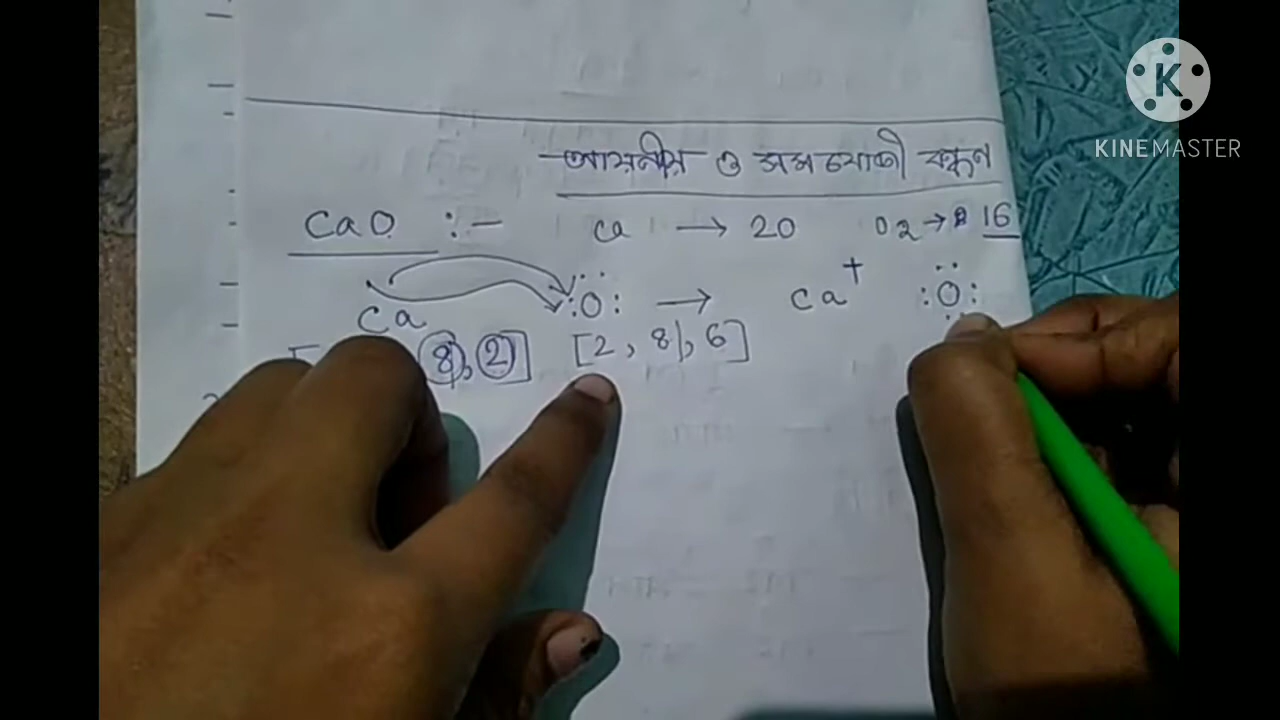 আয়নীয় ও সমযোজী বন্ধন
CaO :- Ca → 20 O2 → 16
Ca :O: → Ca+ :O:
8, 2] [2, 8, 6]
K
KINEMASTER